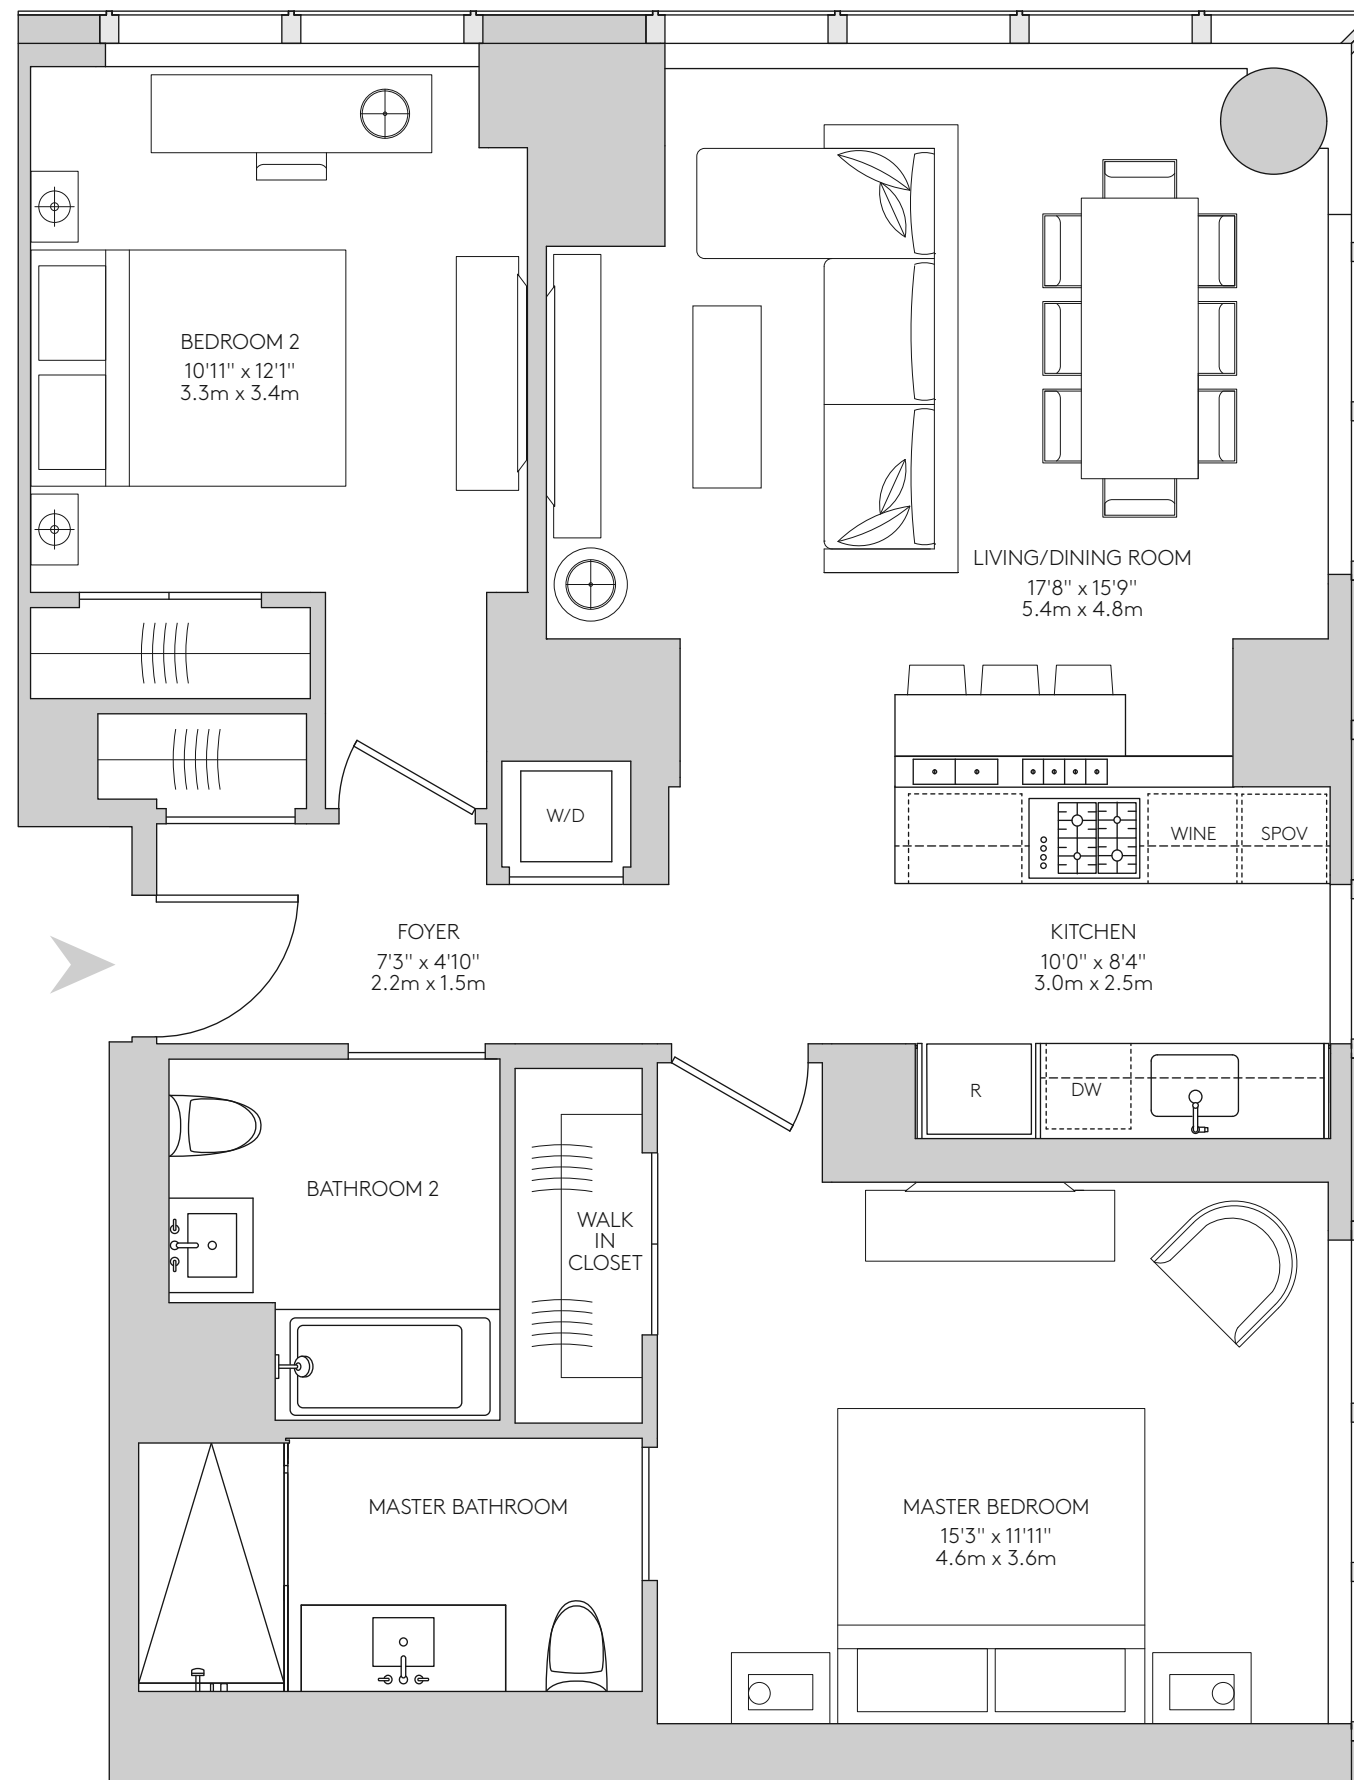 BEDROOM 2
10'11" x 12'1"
3.3m x 3.4m
LIVING/DINING ROOM
17'8" x 15'9"
5.4m x 4.8m
W/D
WINE
SPOV
FOYER
7'3" x 4'10"
2.2m x 1.5m
KITCHEN
10'0" x 8'4"
3.0m x 2.5m
R
DW
BATHROOM 2
WALK
IN
CLOSET
MASTER BATHROOM
MASTER BEDROOM
15'3" x 11'11"
4.6m x 3.6m